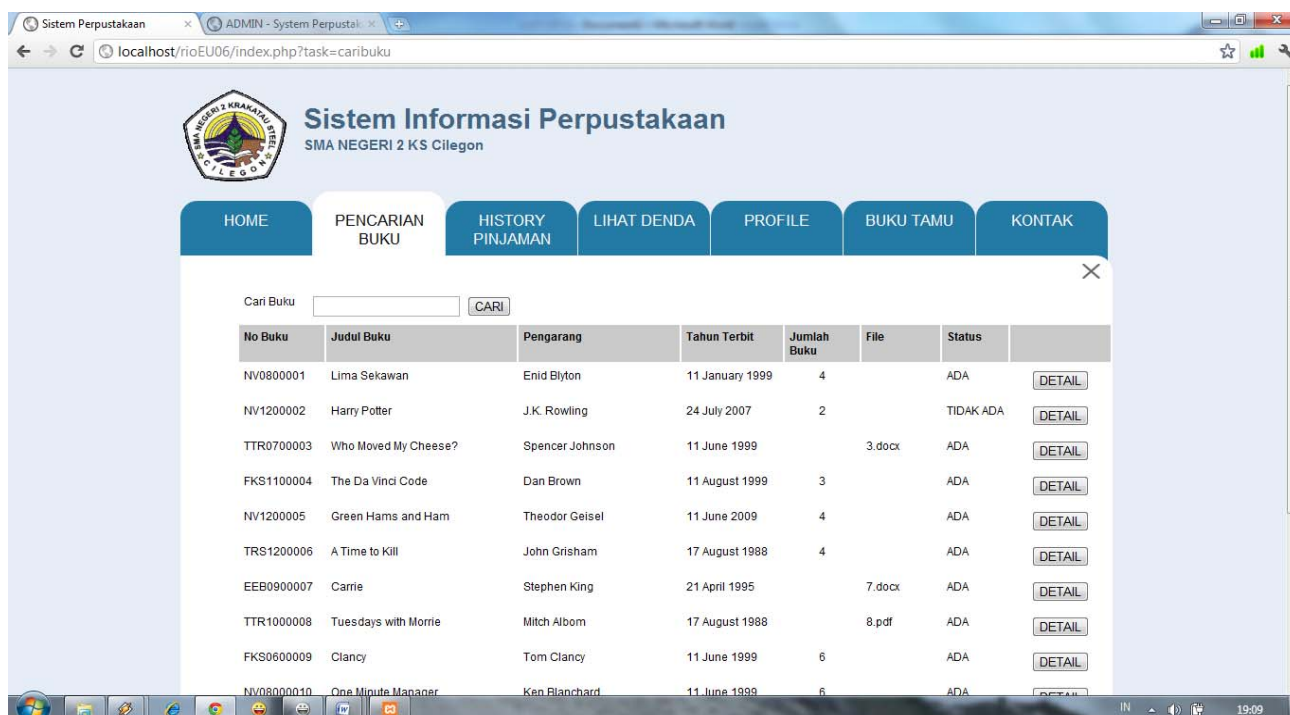 Sistem Perpustakaan
ADMIN - System Perpustak
localhost/rioEU06/index.php?task=caribuku
SMA NEGERI 2 KRAKATAU STEEL
CILEGON
Sistem Informasi Perpustakaan
SMA NEGERI 2 KS Cilegon
HOME PENCARIAN BUKU HISTORY PINJAMAN LIHAT DENDA PROFILE BUKU TAMU KONTAK
Cari Buku CARI
No Buku Judul Buku Pengarang Tahun Terbit Jumlah Buku File Status
NV0800001 Lima Sekawan Enid Blyton 11 January 1999 4 ADA DETAIL
NV1200002 Harry Potter J.K. Rowling 24 July 2007 2 TIDAK ADA DETAIL
TTR0700003 Who Moved My Cheese? Spencer Johnson 11 June 1999 3.docx ADA DETAIL
FKS1100004 The Da Vinci Code Dan Brown 11 August 1999 3 ADA DETAIL
NV1200005 Green Hams and Ham Theodor Geisel 11 June 2009 4 ADA DETAIL
TRS1200006 A Time to Kill John Grisham 17 August 1988 4 ADA DETAIL
EEB0900007 Carrie Stephen King 21 April 1995 7.docx ADA DETAIL
TTR1000008 Tuesdays with Morrie Mitch Albom 17 August 1988 8.pdf ADA DETAIL
FKS0600009 Clancy Tom Clancy 11 June 1999 6 ADA DETAIL
NV08000010 One Minute Manager Ken Blanchard 11 June 1999 6 ADA DETAIL
IN 19:09